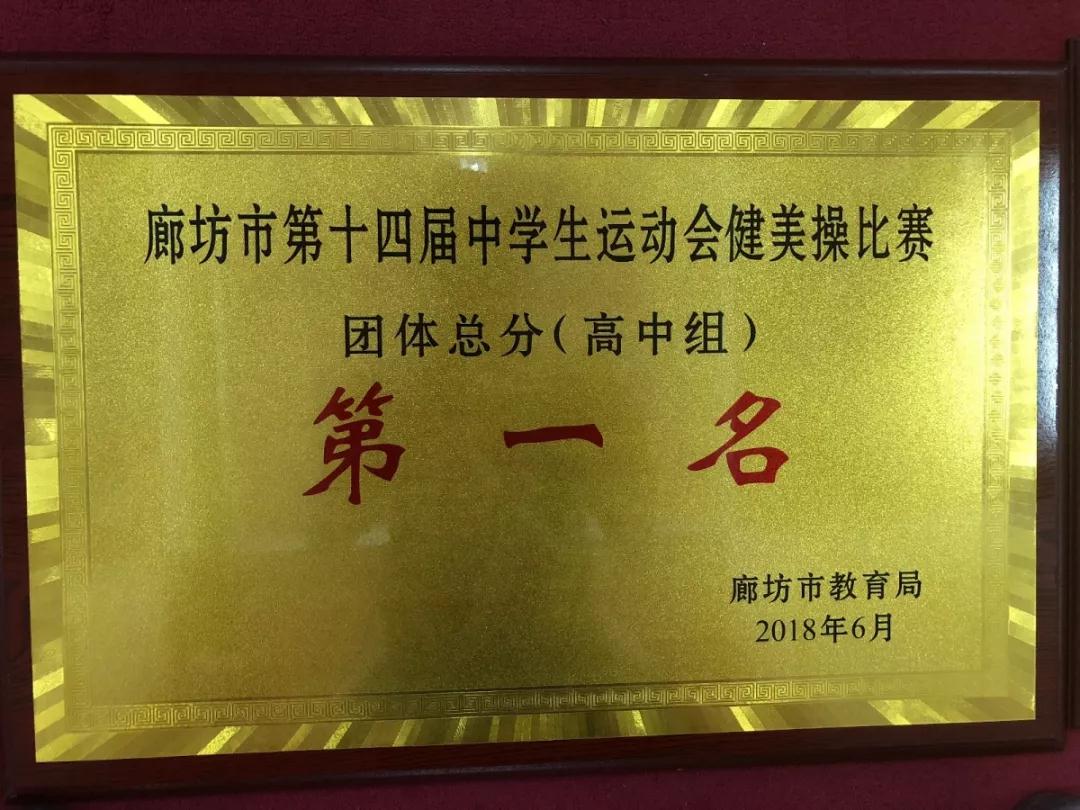 廊坊市第十四届中学生运动会健美操比赛
团体总分（高中组）
第一名
廊坊市教育局
2018年6月